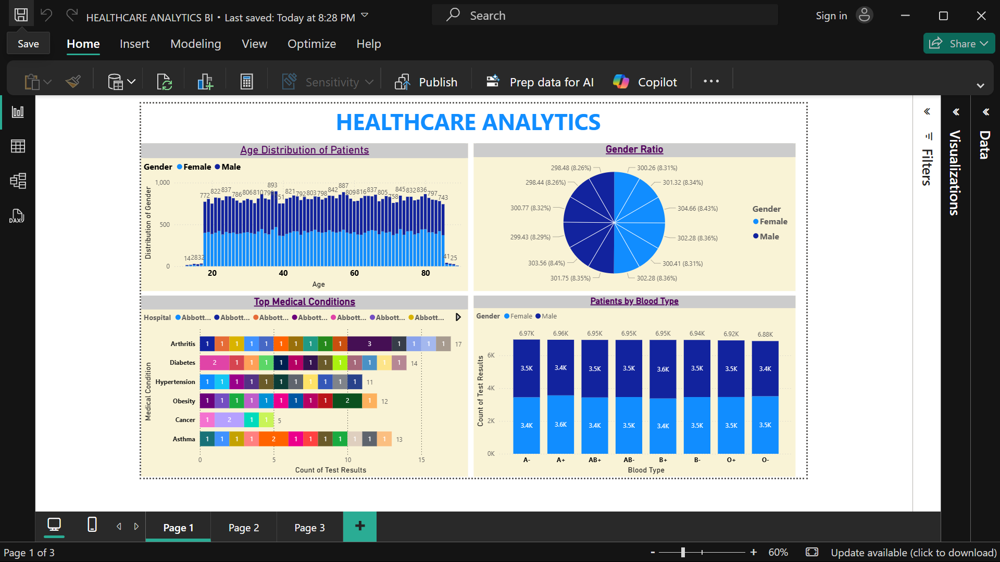 HEALTHCARE ANALYTICS BI • Last saved: Today at 8:28 PM
Search
Sign in
Save
Home Insert Modeling View Optimize Help
Share
Sensitivity
Publish
Prep data for AI
Copilot
HEALTHCARE ANALYTICS
Age Distribution of Patients
Gender Female Male
Distribution of Gender
1,000
500
0
14 28 32 772 822 837 786 806 810 893 751 821 792 803 798 842 887 809 816 837 805 758 845 832 836 797 743 41 25
20 40 60 80
Age
Gender Ratio
298.48 (8.26%) 300.26 (8.31%)
298.44 (8.26%) 301.32 (8.34%)
300.77 (8.32%) 304.66 (8.43%)
299.43 (8.29%) 302.28 (8.36%)
303.56 (8.4%) 300.41 (8.31%)
301.75 (8.35%) 302.28 (8.36%)
Gender
Female
Male
Top Medical Conditions
Hospital Abbott... Abbott... Abbott... Abbott... Abbott... Abbott... Abbott...
Medical Condition
Arthritis 1 1 1 1 1 1 1 1 1 1 3 1 1 1 1 17
Diabetes 2 1 1 1 1 1 1 1 1 1 1 1 1 14
Hypertension 1 1 1 1 1 1 1 1 1 1 1 11
Obesity 1 1 1 1 1 1 1 1 1 2 1 12
Cancer 1 2 1 1 5
Asthma 1 1 1 1 2 1 1 1 1 1 1 1 13
0 5 10 15
Count of Test Results
Patients by Blood Type
Gender Female Male
Count of Test Results
6.97K 6.96K 6.95K 6.95K 6.95K 6.94K 6.92K 6.88K
6K
3.5K 3.4K 3.5K 3.5K 3.6K 3.5K 3.5K 3.4K
4K
2K
3.4K 3.6K 3.4K 3.5K 3.4K 3.5K 3.5K 3.5K
0K
A- A+ AB+ AB- B+ B- O+ O-
Blood Type
Filters
Visualizations
Data
DAX
Page 1 Page 2 Page 3
Page 1 of 3
- + 60%
Update available (click to download)